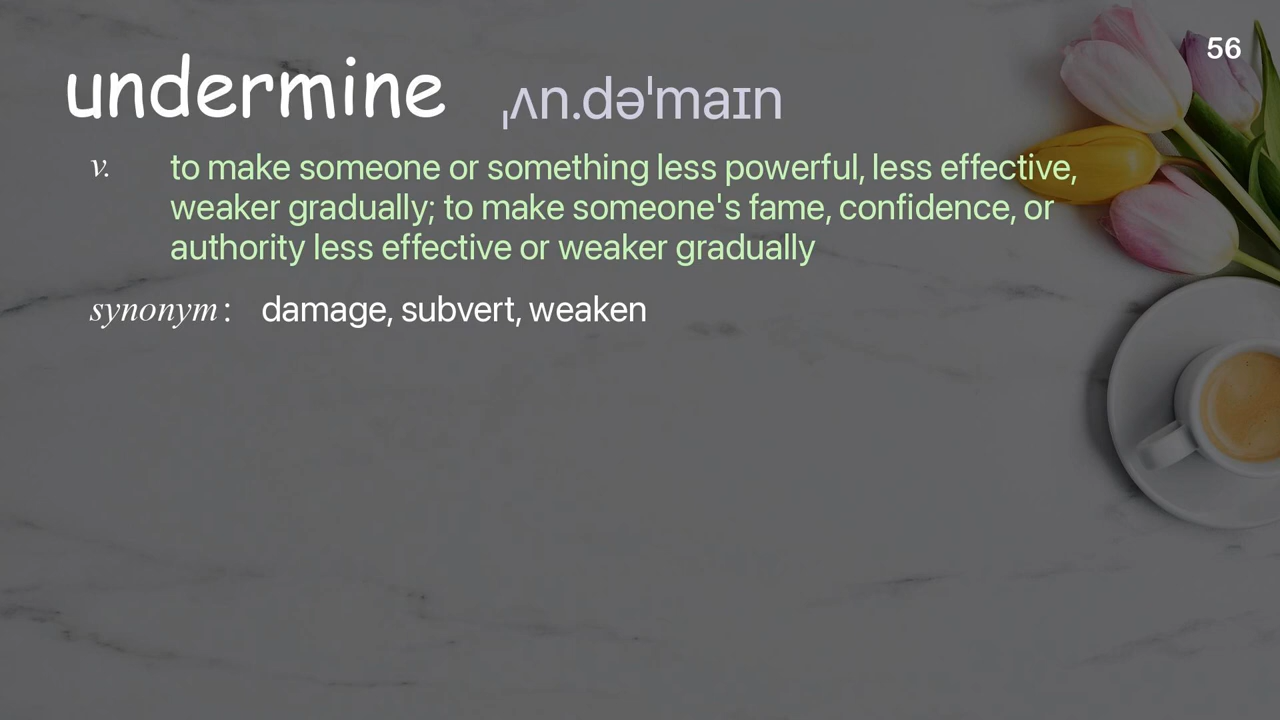 56
undermine ˌʌn.dəˈmaɪn
v. to make someone or something less powerful, less effective,
weaker gradually; to make someone's fame, confidence, or
authority less effective or weaker gradually
synonym: damage, subvert, weaken